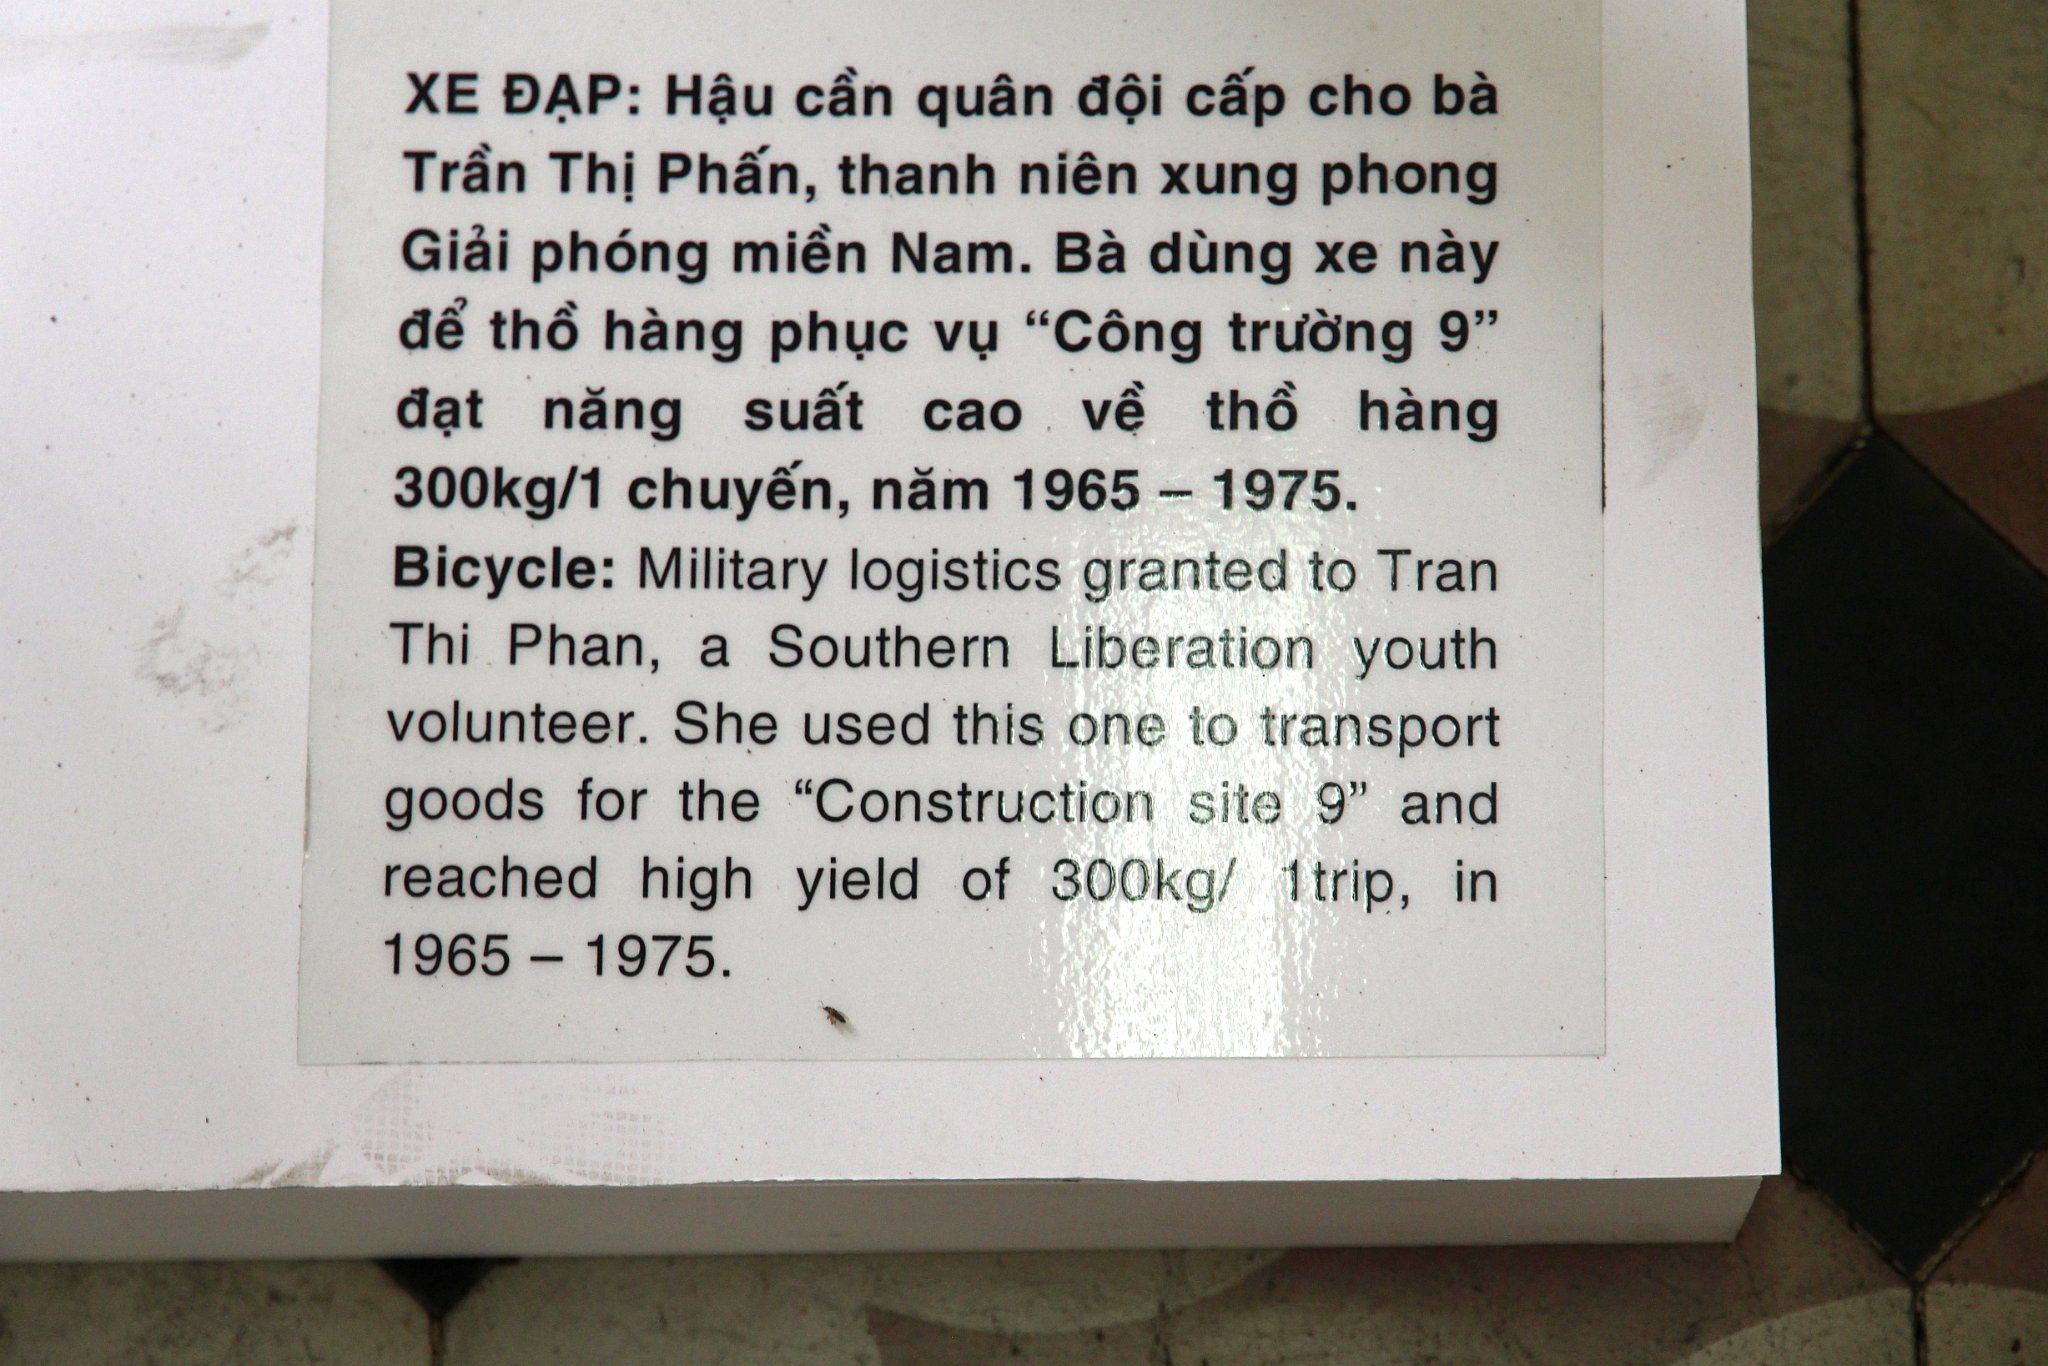 XE ĐẠP: Hậu cần quân đội cấp cho bà
Trần Thị Phấn, thanh niên xung phong
Giải phóng miền Nam. Bà dùng xe này
để thồ hàng phục vụ “Công trường 9”
đạt năng suất cao về thồ hàng
300kg/1 chuyến, năm 1965 – 1975.
Bicycle: Military logistics granted to Tran
Thi Phan, a Southern Liberation youth
volunteer. She used this one to transport
goods for the “Construction site 9” and
reached high yield of 300kg/ 1trip, in
1965 – 1975.